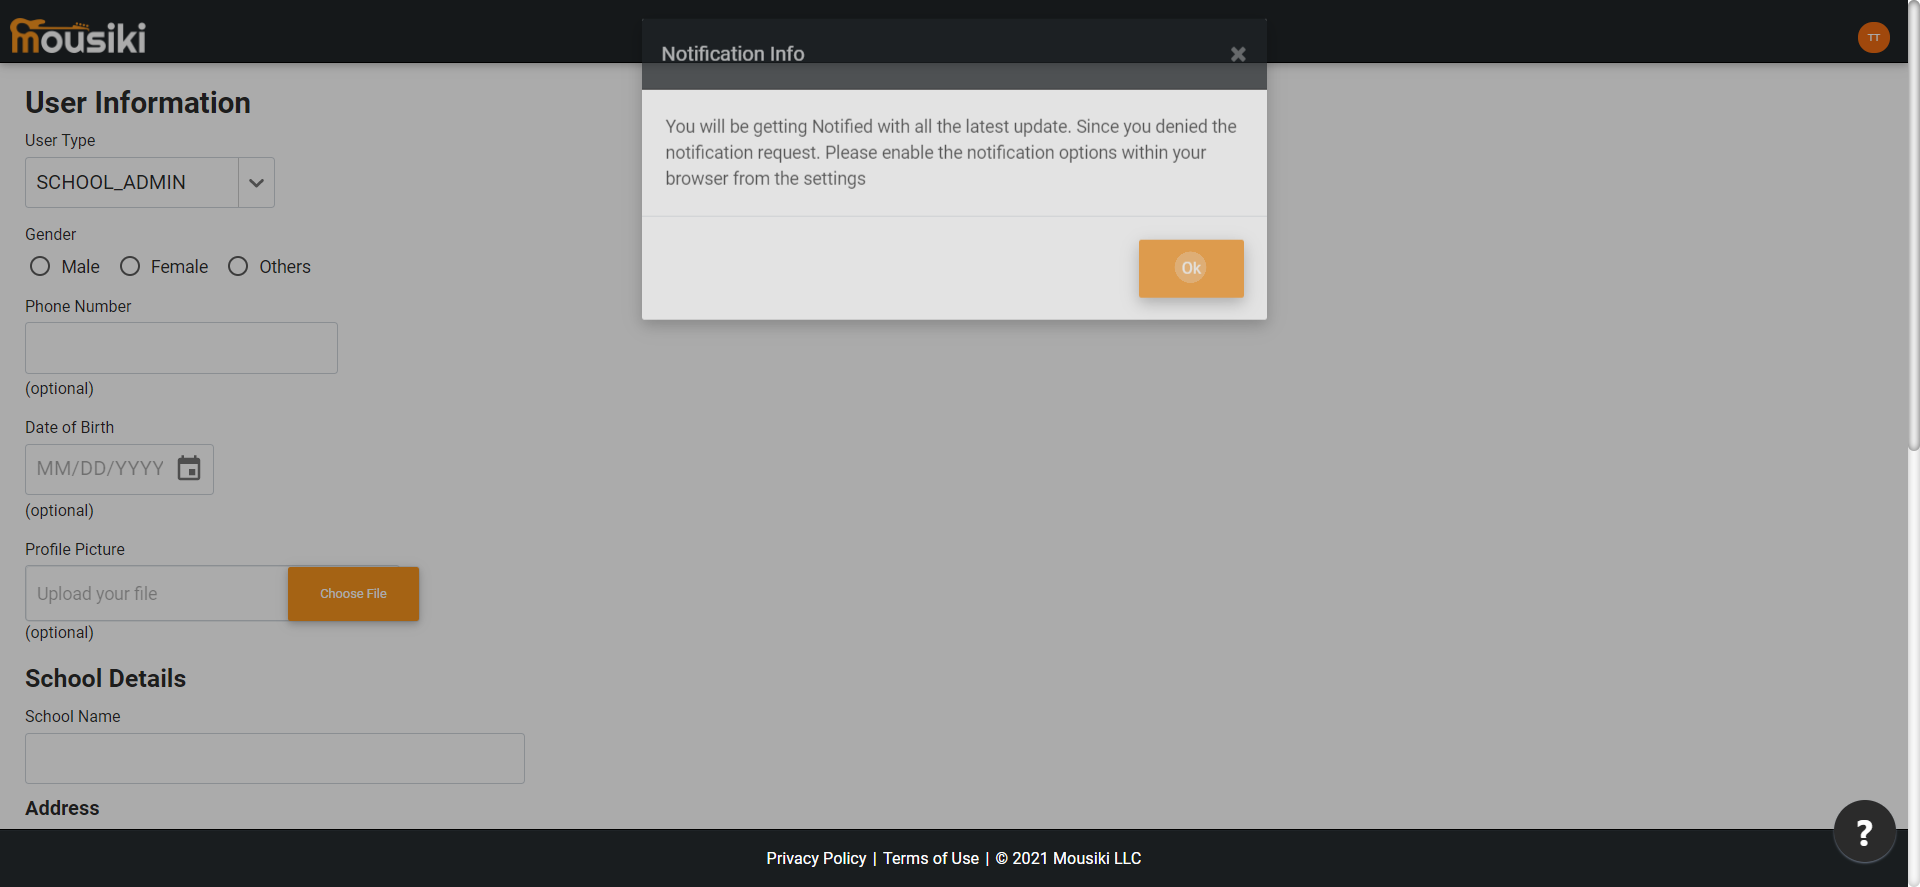 mousiki
TT
Notification Info
You will be getting Notified with all the latest update. Since you denied the
notification request. Please enable the notification options within your
browser from the settings
Ok
User Information
User Type
SCHOOL_ADMIN
Gender
Male Female Others
Phone Number
(optional)
Date of Birth
MM/DD/YYYY
(optional)
Profile Picture
Upload your file Choose File
(optional)
School Details
School Name
Address
Privacy Policy | Terms of Use | © 2021 Mousiki LLC
?